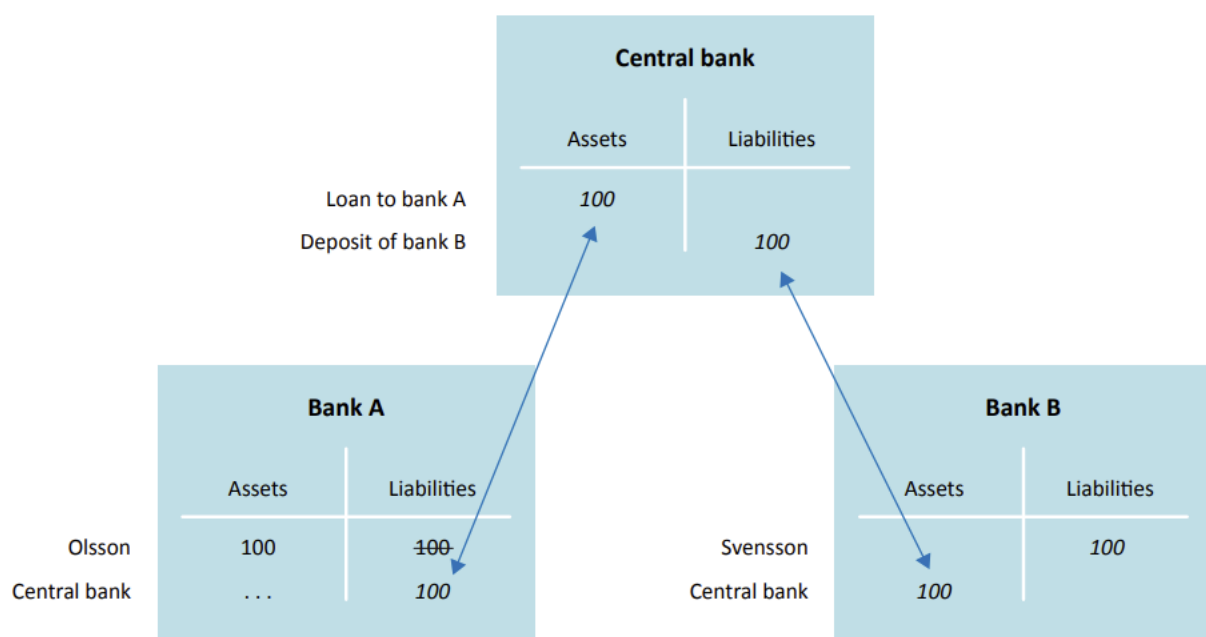 Central bank
Assets Liabilities
Loan to bank A 100
Deposit of bank B 100
Bank A
Assets Liabilities
Olsson 100 100
Central bank ... 100
Bank B
Assets Liabilities
Svensson 100
Central bank 100